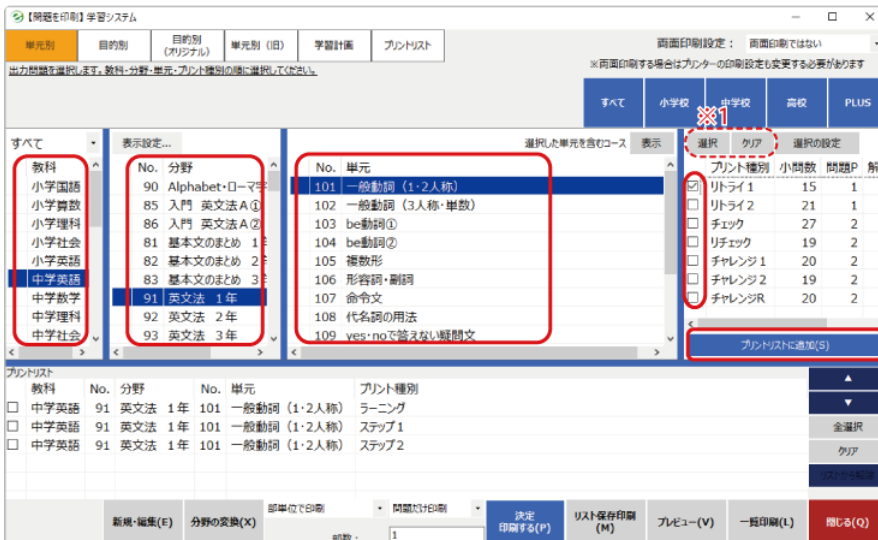 【問題を印刷】学習システム
単元別 目的別 目的別(オリジナル) 単元別（旧） 学習計画 プリントリスト 両面印刷設定： 両面印刷ではない
出力問題を選択します。教科・分野・単元・プリント種別の順に選択してください。 ※両面印刷する場合はプリンターの印刷設定も変更する必要があります
すべて 小学校 中学校 高校 PLUS
※1
すべて 表示設定... 選択した単元を含むコース 表示 選択 クリア 選択の設定
教科 No. 分野 No. 単元 プリント種別 小問数 問題P 解
小学国語 90 Alphabet・ローマ字 101 一般動詞（1・2人称） リトライ1 15 1
小学算数 85 入門 英文法A① 102 一般動詞（3人称・単数） リトライ2 21 1
小学理科 86 入門 英文法A② 103 be動詞① チェック 27 2
小学社会 81 基本文のまとめ 1年 104 be動詞② リチェック 19 2
小学英語 82 基本文のまとめ 2年 105 複数形 チャレンジ1 20 2
中学英語 83 基本文のまとめ 3年 106 形容詞・副詞 チャレンジ2 19 2
中学数学 91 英文法 1年 107 命令文 チャレンジR 20 2
中学理科 92 英文法 2年 108 代名詞の用法
中学社会 93 英文法 3年 109 yes・noで答えない疑問文
プリントリストに追加(S)
プリントリスト
教科 No. 分野 No. 単元 プリント種別
中学英語 91 英文法 1年 101 一般動詞（1・2人称） ラーニング
中学英語 91 英文法 1年 101 一般動詞（1・2人称） ステップ1
中学英語 91 英文法 1年 101 一般動詞（1・2人称） ステップ2
全選択
クリア
リストから削除
部単位で印刷 問題だけ印刷
新規・編集(E) 分野の変換(X) 部数： 1 決定 印刷する(P) リスト保存印刷(M) プレビュー(V) 一覧印刷(L) 閉じる(Q)